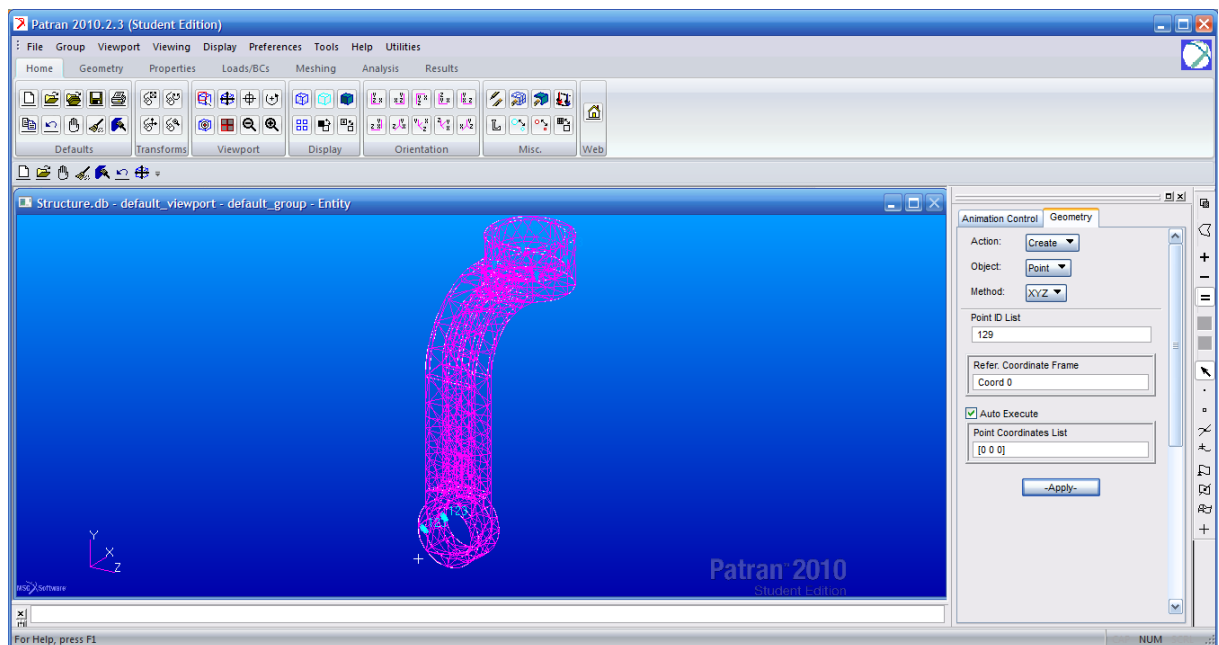 Patran 2010.2.3 (Student Edition)
File Group Viewport Viewing Display Preferences Tools Help Utilities
Home Geometry Properties Loads/BCs Meshing Analysis Results
Defaults Transforms Viewport Display Orientation Misc. Web
Structure.db - default_viewport - default_group - Entity
Animation Control Geometry
Action: Create
Object: Point
Method: XYZ
Point ID List
129
Refer. Coordinate Frame
Coord 0
Auto Execute
Point Coordinates List
[0 0 0]
-Apply-
123
123
Y
X
Z
MSC Software
Patran™ 2010
Student Edition
For Help, press F1
NUM